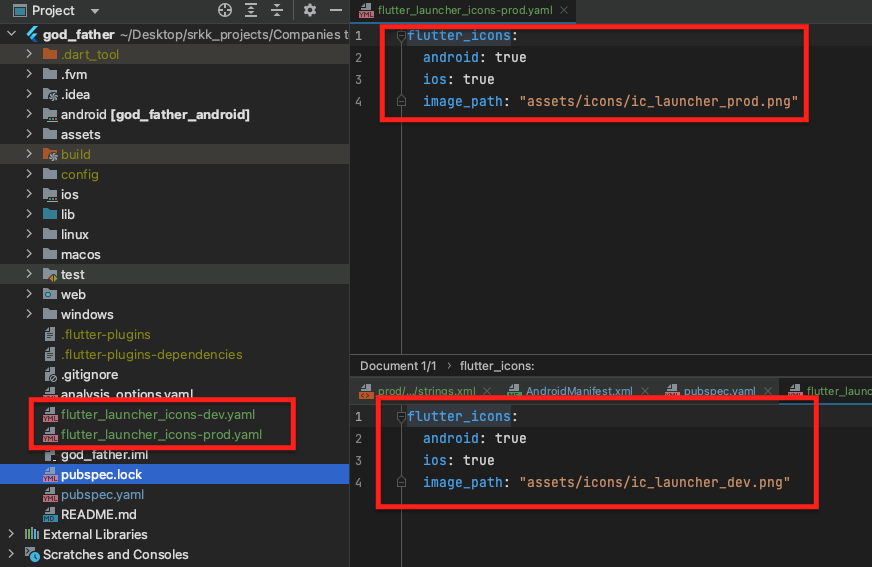 Project
god_father ~/Desktop/srkk_projects/Companies t
.dart_tool
.fvm
.idea
android [god_father_android]
assets
build
config
ios
lib
linux
macos
test
web
windows
.flutter-plugins
.flutter-plugins-dependencies
.gitignore
analysis_options.yaml
flutter_launcher_icons-dev.yaml
flutter_launcher_icons-prod.yaml
god_father.iml
pubspec.lock
pubspec.yaml
README.md
External Libraries
Scratches and Consoles
flutter_launcher_icons-prod.yaml
1 flutter_icons:
2 android: true
3 ios: true
4 image_path: "assets/icons/ic_launcher_prod.png"
Document 1/1 › flutter_icons:
prod/.../strings.xml AndroidManifest.xml pubspec.yaml flutter_launc
1 flutter_icons:
2 android: true
3 ios: true
4 image_path: "assets/icons/ic_launcher_dev.png"